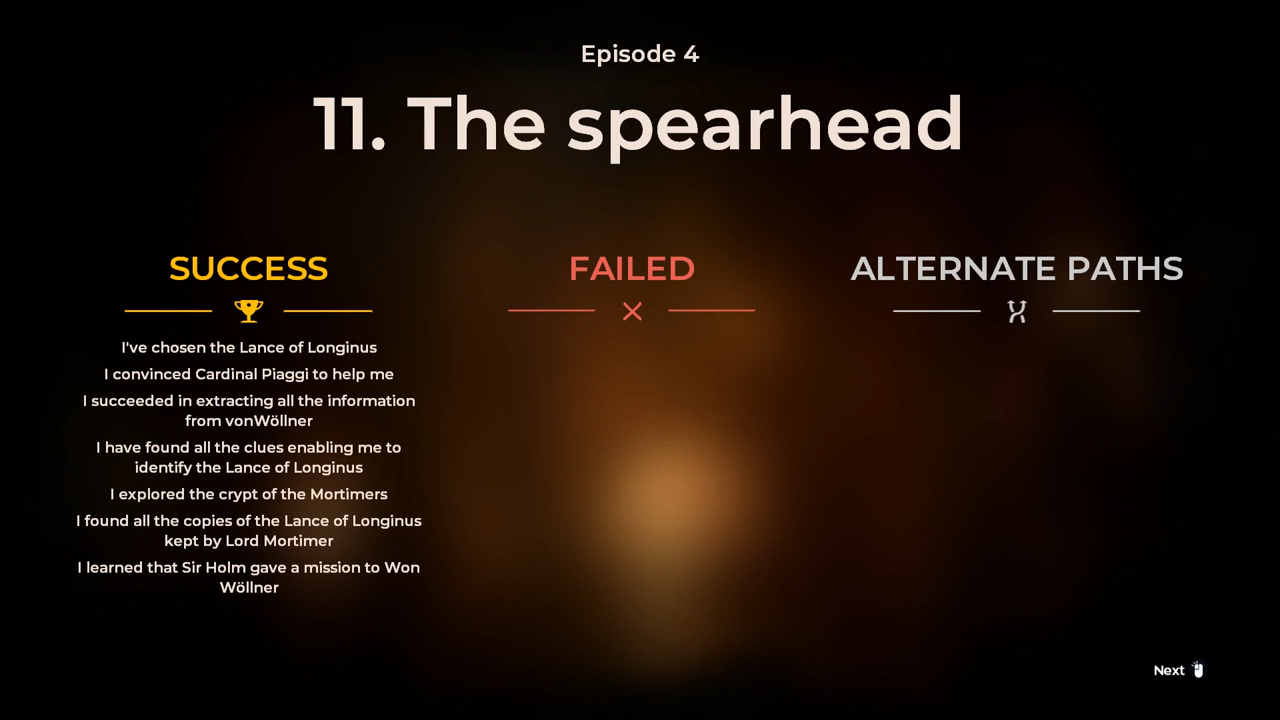 Episode 4
11. The spearhead
SUCCESS
I've chosen the Lance of Longinus
I convinced Cardinal Piaggi to help me
I succeeded in extracting all the information
from vonWöllner
I have found all the clues enabling me to
identify the Lance of Longinus
I explored the crypt of the Mortimers
I found all the copies of the Lance of Longinus
kept by Lord Mortimer
I learned that Sir Holm gave a mission to Won
Wöllner
FAILED
ALTERNATE PATHS
Next